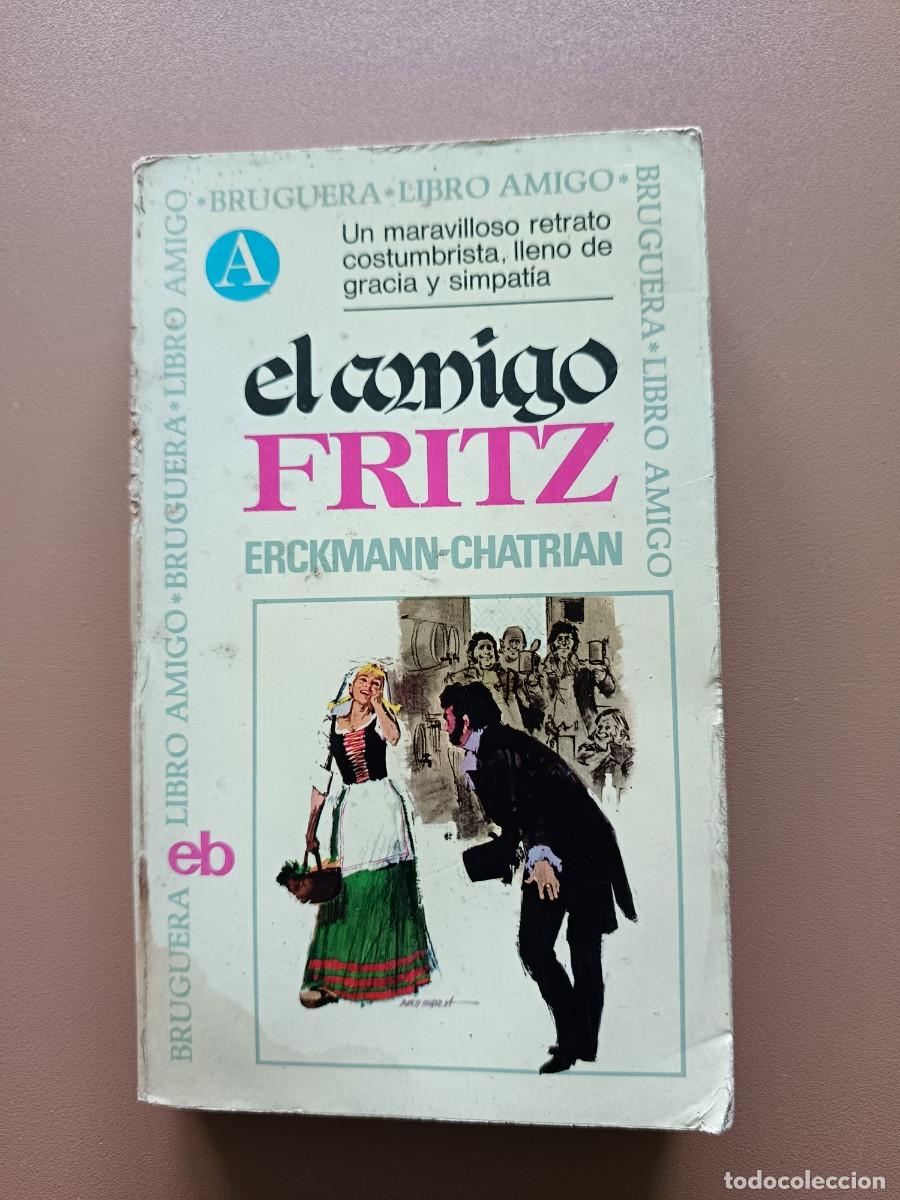 *BRUGUERA*LIBRO AMIGO*
BRUGUERA*LIBRO AMIGO
BRUGUERA LIBRO AMIGO*BRUGUERA*LIBRO AMIGO
A
Un maravilloso retrato
costumbrista, lleno de
gracia y simpatía
el amigo
FRITZ
ERCKMANN-CHATRIAN
eb
todocoleccion